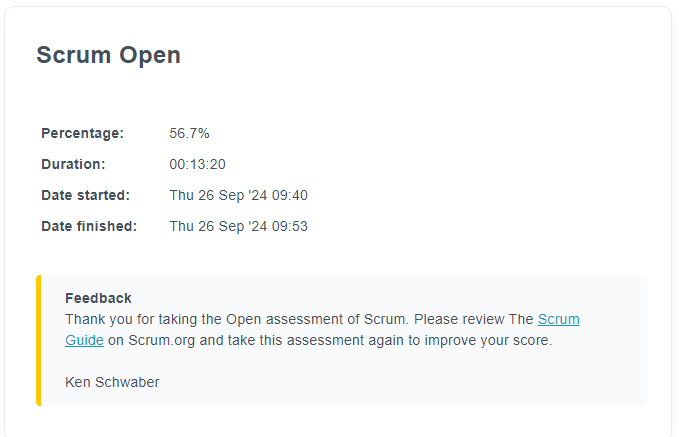 Scrum Open
Percentage: 56.7%
Duration: 00:13:20
Date started: Thu 26 Sep '24 09:40
Date finished: Thu 26 Sep '24 09:53
Feedback
Thank you for taking the Open assessment of Scrum. Please review The Scrum
Guide on Scrum.org and take this assessment again to improve your score.
Ken Schwaber